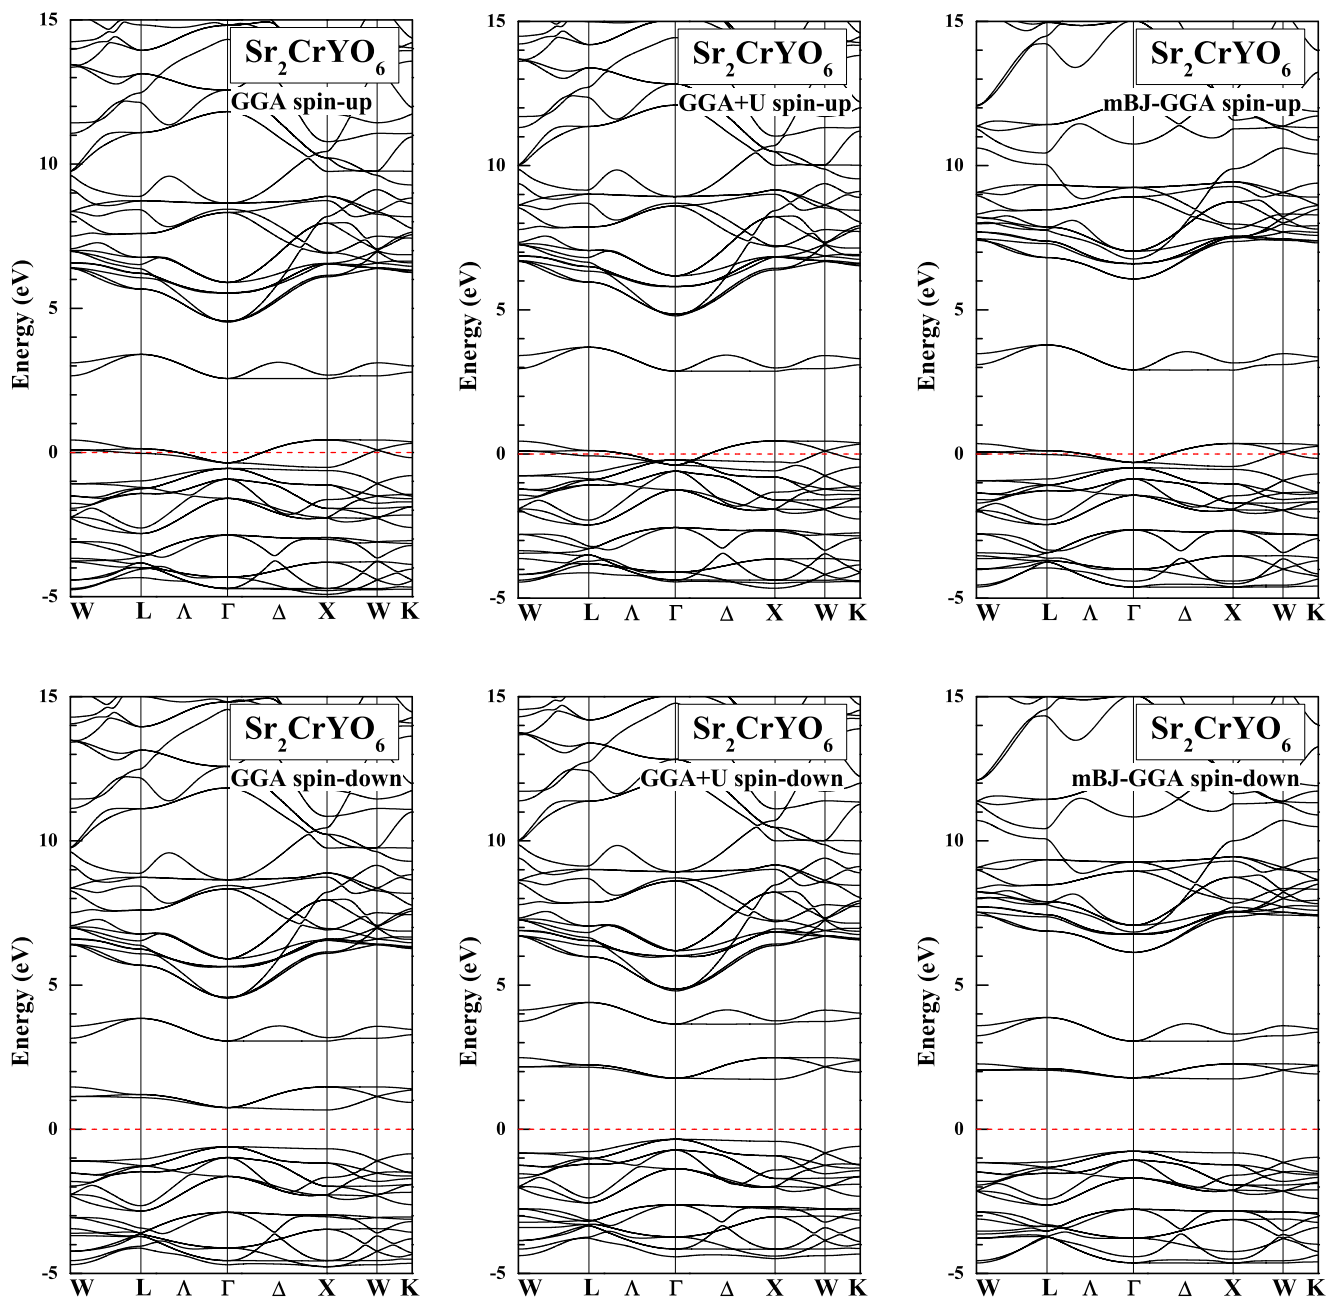 Sr₂CrYO₆
GGA spin-up
Energy (eV)
15
10
5
0
-5
W L Λ Γ Δ X W K
Sr₂CrYO₆
GGA+U spin-up
Energy (eV)
15
10
5
0
-5
W L Λ Γ Δ X W K
Sr₂CrYO₆
mBJ-GGA spin-up
Energy (eV)
15
10
5
0
-5
W L Λ Γ Δ X W K
Sr₂CrYO₆
GGA spin-down
Energy (eV)
15
10
5
0
-5
W L Λ Γ Δ X W K
Sr₂CrYO₆
GGA+U spin-down
Energy (eV)
15
10
5
0
-5
W L Λ Γ Δ X W K
Sr₂CrYO₆
mBJ-GGA spin-down
Energy (eV)
15
10
5
0
-5
W L Λ Γ Δ X W K